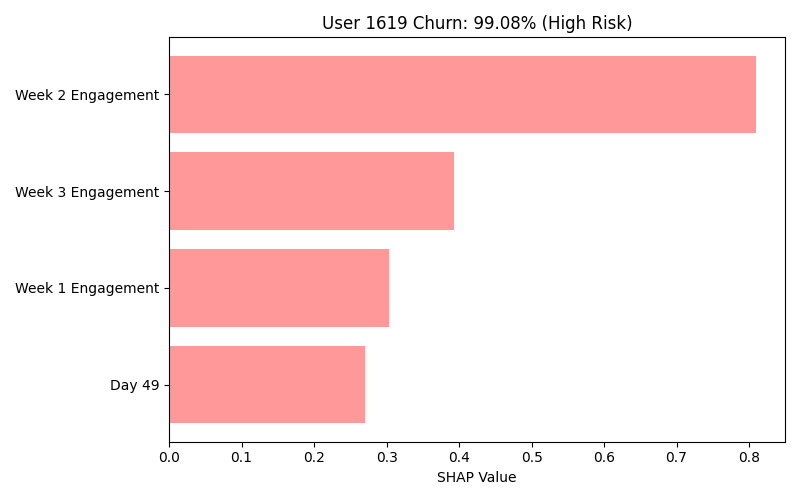 User 1619 Churn: 99.08% (High Risk)
Week 2 Engagement
Week 3 Engagement
Week 1 Engagement
Day 49
0.0 0.1 0.2 0.3 0.4 0.5 0.6 0.7 0.8
SHAP Value